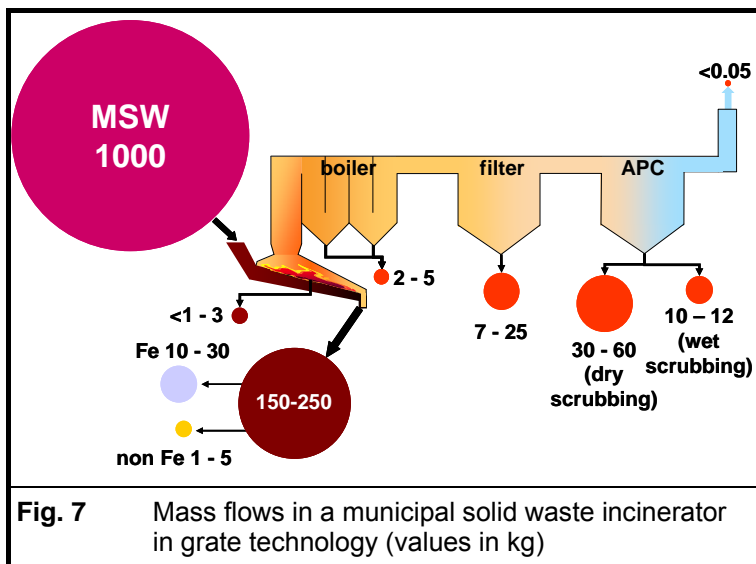 <0.05
MSW
1000
boiler
filter
APC
2 - 5
<1 - 3
7 - 25
30 - 60
(dry
scrubbing)
10 – 12
(wet
scrubbing)
Fe 10 - 30
150-250
non Fe 1 - 5
Fig. 7 Mass flows in a municipal solid waste incinerator
in grate technology (values in kg)